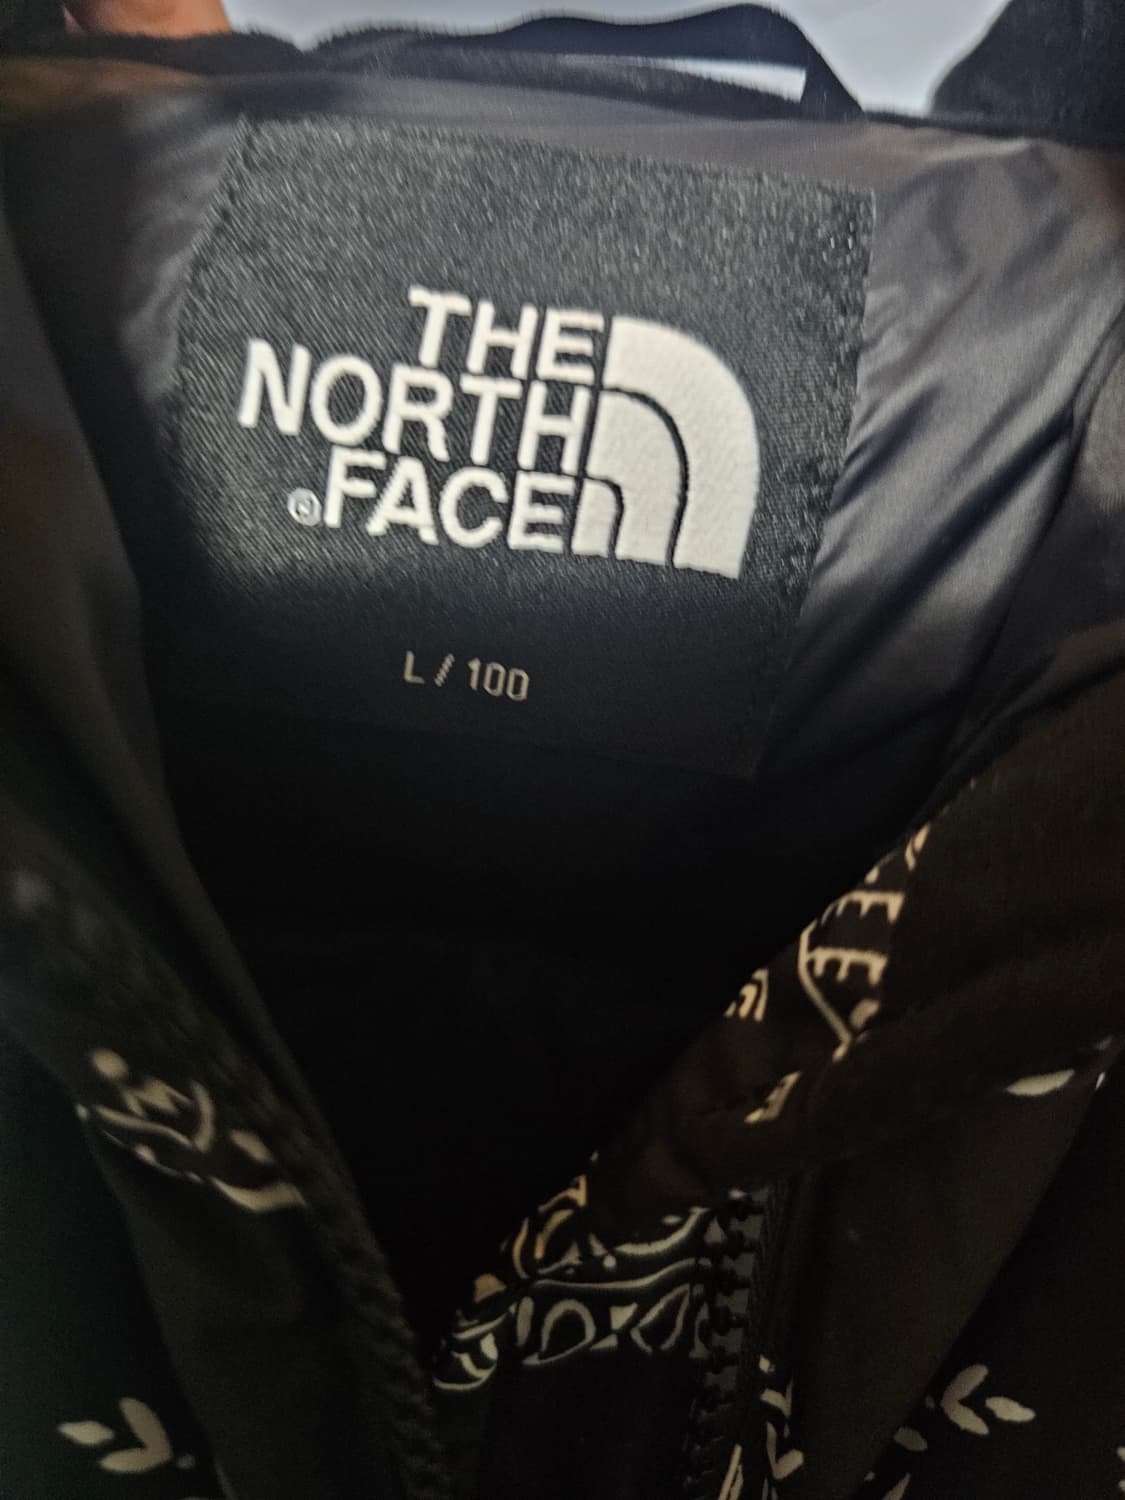 THE
NORTH
FACE®
L / 100